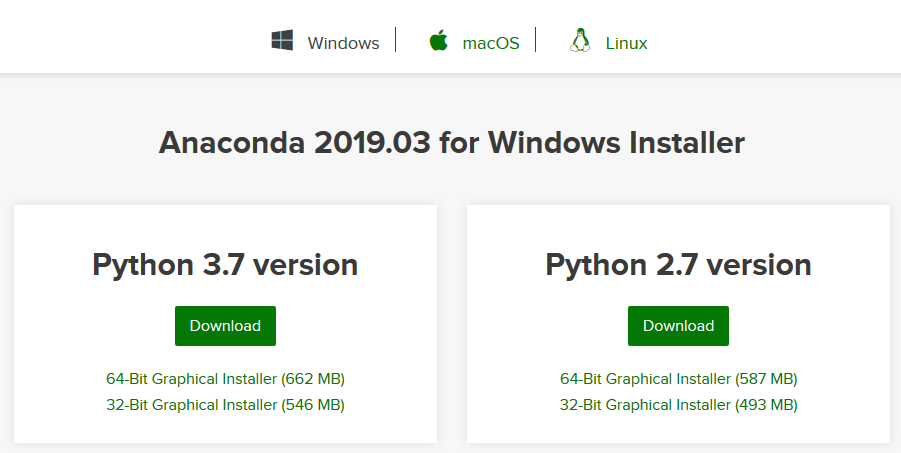 Windows macOS Linux
Anaconda 2019.03 for Windows Installer
Python 3.7 version
Download
64-Bit Graphical Installer (662 MB)
32-Bit Graphical Installer (546 MB)
Python 2.7 version
Download
64-Bit Graphical Installer (587 MB)
32-Bit Graphical Installer (493 MB)